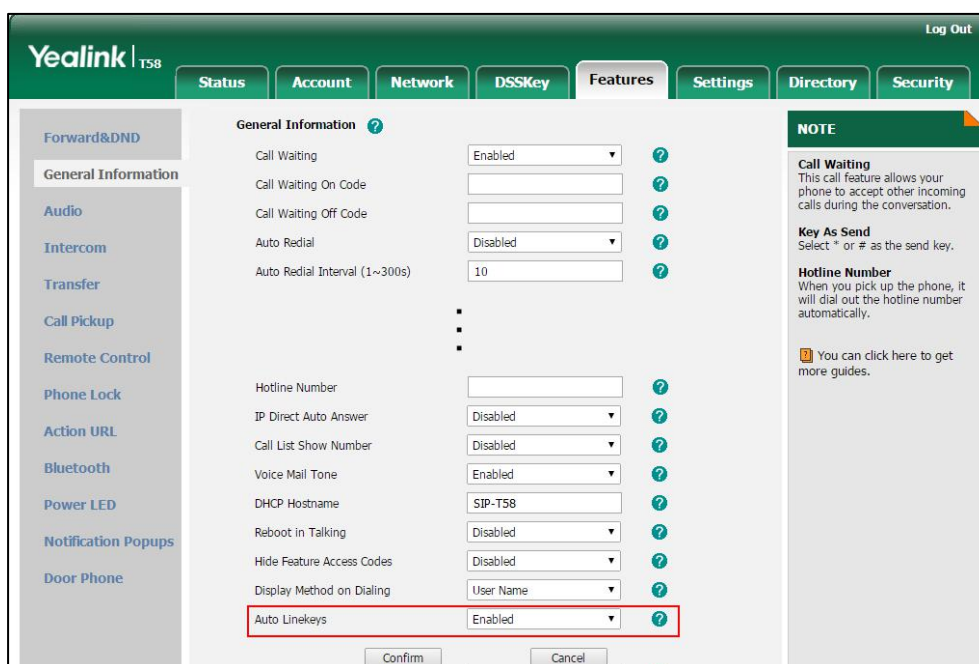 Log Out
Yealink | T58
Status Account Network DSSKey Features Settings Directory Security
Forward&DND
General Information
Audio
Intercom
Transfer
Call Pickup
Remote Control
Phone Lock
Action URL
Bluetooth
Power LED
Notification Popups
Door Phone
General Information ?
Call Waiting Enabled ?
Call Waiting On Code ?
Call Waiting Off Code ?
Auto Redial Disabled ?
Auto Redial Interval (1~300s) 10 ?
Hotline Number ?
IP Direct Auto Answer Disabled ?
Call List Show Number Disabled ?
Voice Mail Tone Enabled ?
DHCP Hostname SIP-T58 ?
Reboot in Talking Disabled ?
Hide Feature Access Codes Disabled ?
Display Method on Dialing User Name ?
Auto Linekeys Enabled ?
Confirm Cancel
NOTE
Call Waiting
This call feature allows your
phone to accept other incoming
calls during the conversation.
Key As Send
Select * or # as the send key.
Hotline Number
When you pick up the phone, it
will dial out the hotline number
automatically.
? You can click here to get
more guides.